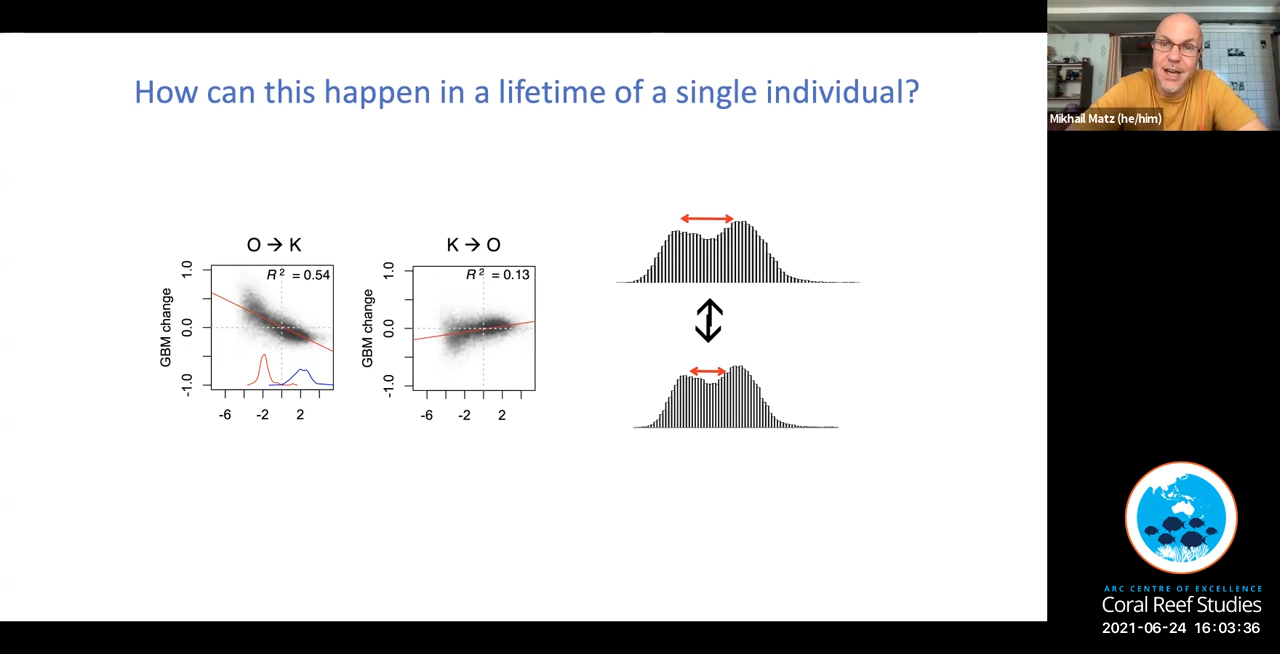 How can this happen in a lifetime of a single individual?
Mikhail Matz (he/him)
O → K
R² = 0.54
GBM change
1.0
0.0
-1.0
-6 -2 2
K → O
R² = 0.13
GBM change
1.0
0.0
-1.0
-6 -2 2
ARC CENTRE OF EXCELLENCE
Coral Reef Studies
2021-06-24 16:03:36